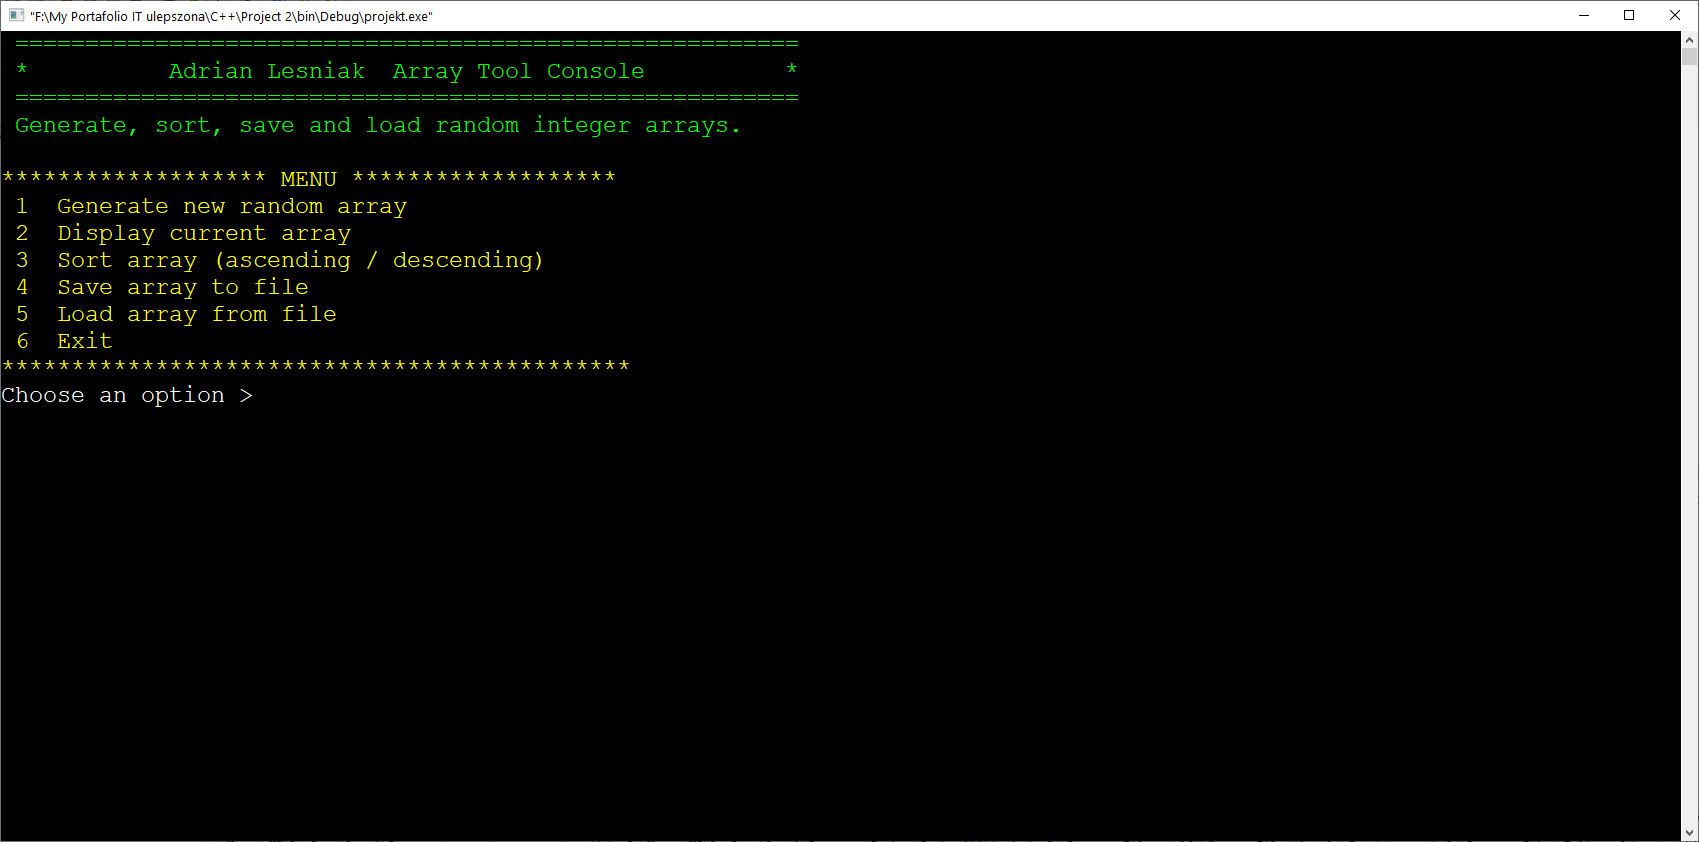 "F:\My Portafolio IT ulepszona\C++\Project 2\bin\Debug\projekt.exe"
========================================================
*          Adrian Lesniak  Array Tool Console          *
========================================================
Generate, sort, save and load random integer arrays.
******************* MENU *******************
1  Generate new random array
2  Display current array
3  Sort array (ascending / descending)
4  Save array to file
5  Load array from file
6  Exit
*********************************************
Choose an option >